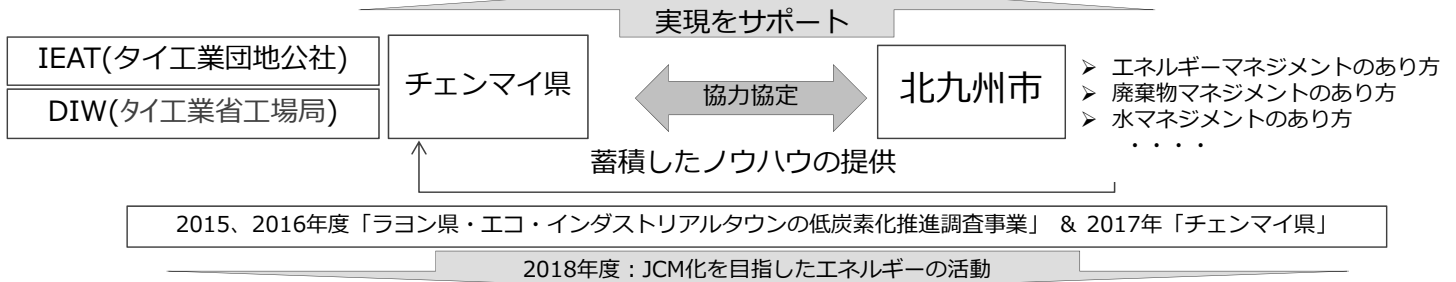 実現をサポート
IEAT(タイ工業団地公社)
DIW(タイ工業省工場局)
チェンマイ県
協力協定
北九州市
➢ エネルギーマネジメントのあり方
➢ 廃棄物マネジメントのあり方
➢ 水マネジメントのあり方
・・・・
蓄積したノウハウの提供
2015、2016年度「ラヨン県・エコ・インダストリアルタウンの低炭素化推進調査事業」 & 2017年「チェンマイ県」
2018年度：JCM化を目指したエネルギーの活動